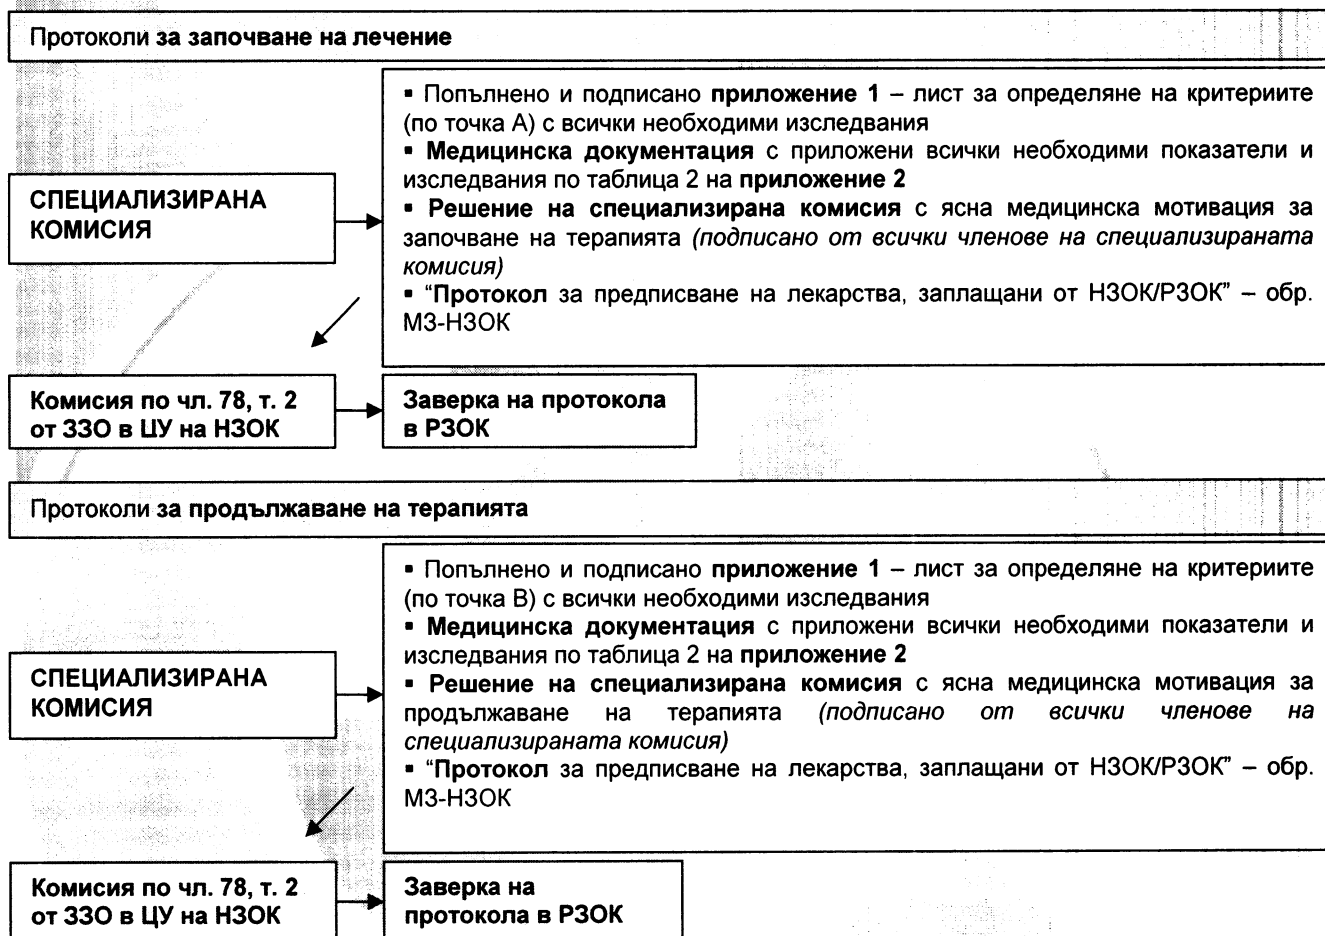 Протоколи за започване на лечение
СПЕЦИАЛИЗИРАНА
КОМИСИЯ
▪ Попълнено и подписано приложение 1 – лист за определяне на критериите
(по точка А) с всички необходими изследвания
▪ Медицинска документация с приложени всички необходими показатели и
изследвания по таблица 2 на приложение 2
▪ Решение на специализирана комисия с ясна медицинска мотивация за
започване на терапията (подписано от всички членове на специализираната
комисия)
▪ “Протокол за предписване на лекарства, заплащани от НЗОК/РЗОК” – обр.
МЗ-НЗОК
Комисия по чл. 78, т. 2
от ЗЗО в ЦУ на НЗОК
Заверка на протокола
в РЗОК
Протоколи за продължаване на терапията
СПЕЦИАЛИЗИРАНА
КОМИСИЯ
▪ Попълнено и подписано приложение 1 – лист за определяне на критериите
(по точка В) с всички необходими изследвания
▪ Медицинска документация с приложени всички необходими показатели и
изследвания по таблица 2 на приложение 2
▪ Решение на специализирана комисия с ясна медицинска мотивация за
продължаване на терапията (подписано от всички членове на
специализираната комисия)
▪ “Протокол за предписване на лекарства, заплащани от НЗОК/РЗОК” – обр.
МЗ-НЗОК
Комисия по чл. 78, т. 2
от ЗЗО в ЦУ на НЗОК
Заверка на
протокола в РЗОК